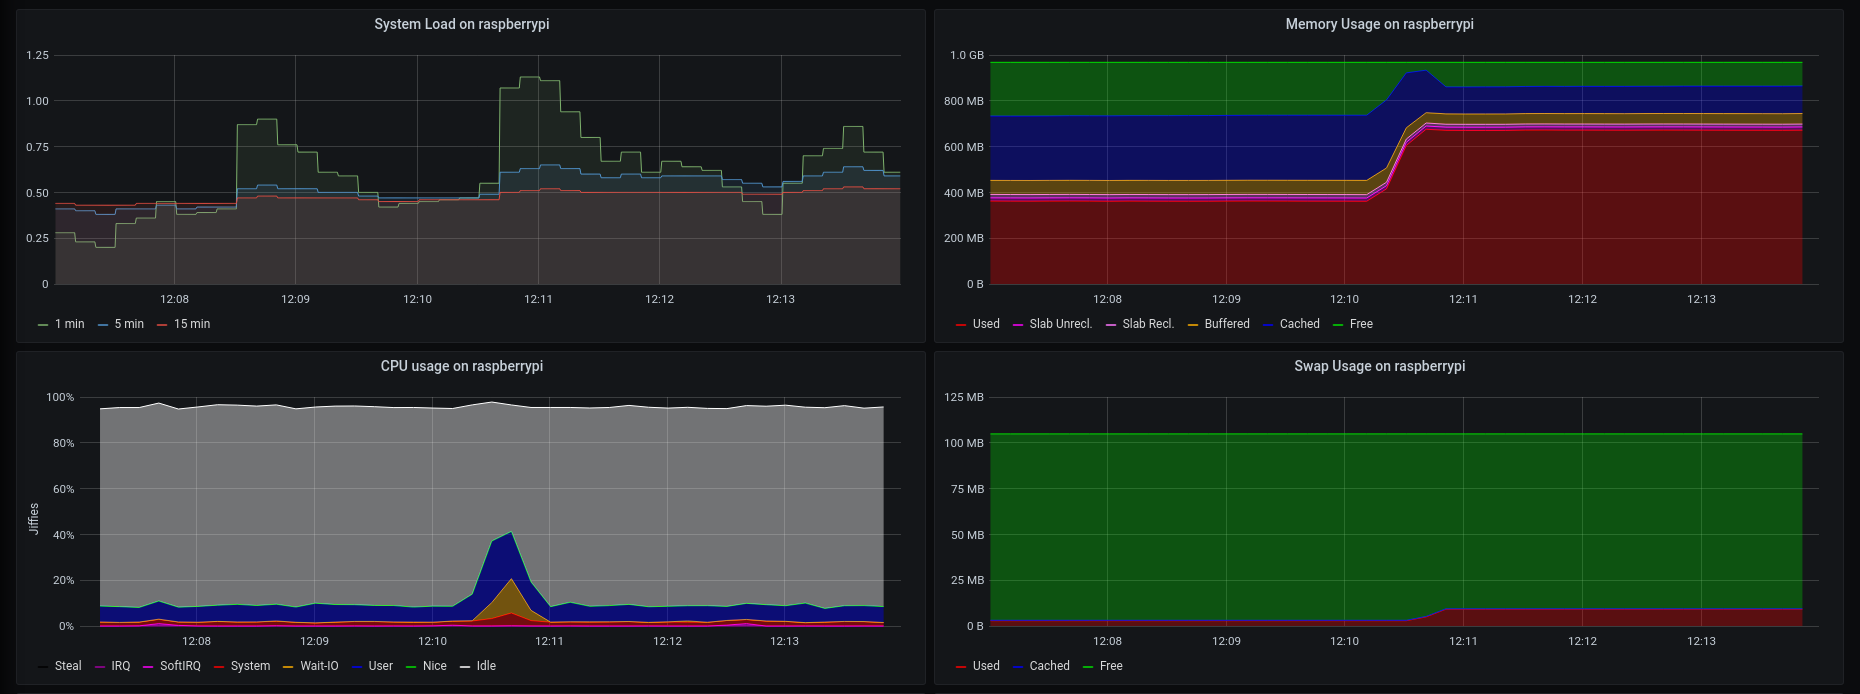 System Load on raspberrypi
1.25
1.00
0.75
0.50
0.25
0
12:08 12:09 12:10 12:11 12:12 12:13
1 min 5 min 15 min
Memory Usage on raspberrypi
1.0 GB
800 MB
600 MB
400 MB
200 MB
0 B
12:08 12:09 12:10 12:11 12:12 12:13
Used Slab Unrecl. Slab Recl. Buffered Cached Free
CPU usage on raspberrypi
Jiffies
100%
80%
60%
40%
20%
0%
12:08 12:09 12:10 12:11 12:12 12:13
Steal IRQ SoftIRQ System Wait-IO User Nice Idle
Swap Usage on raspberrypi
125 MB
100 MB
75 MB
50 MB
25 MB
0 B
12:08 12:09 12:10 12:11 12:12 12:13
Used Cached Free